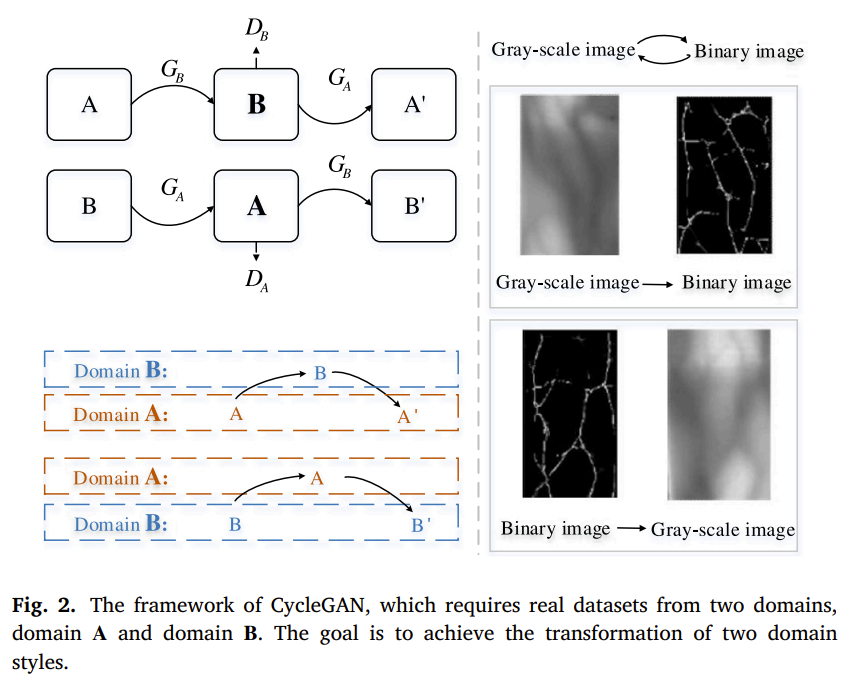 D_B
G_B
G_A
A
B
A'
G_A
G_B
B
A
B'
D_A
Domain B:
B
Domain A:
A
A'
Domain A:
A
Domain B:
B
B'
Gray-scale image
Binary image
Gray-scale image
Binary image
Binary image
Gray-scale image
Fig. 2. The framework of CycleGAN, which requires real datasets from two domains,
domain A and domain B. The goal is to achieve the transformation of two domain
styles.